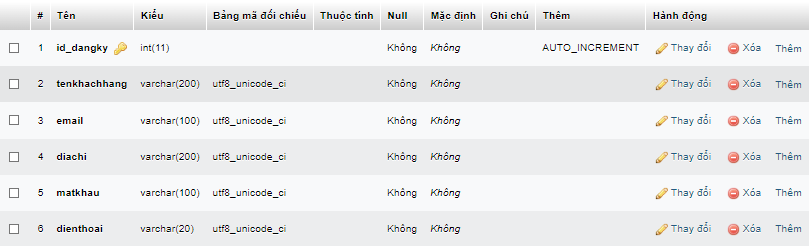 # Tên Kiểu Bảng mã đối chiếu Thuộc tính Null Mặc định Ghi chú Thêm Hành động
1 id_dangky int(11) Không Không AUTO_INCREMENT Thay đổi Xóa Thêm
2 tenkhachhang varchar(200) utf8_unicode_ci Không Không Thay đổi Xóa Thêm
3 email varchar(100) utf8_unicode_ci Không Không Thay đổi Xóa Thêm
4 diachi varchar(200) utf8_unicode_ci Không Không Thay đổi Xóa Thêm
5 matkhau varchar(100) utf8_unicode_ci Không Không Thay đổi Xóa Thêm
6 dienthoai varchar(20) utf8_unicode_ci Không Không Thay đổi Xóa Thêm